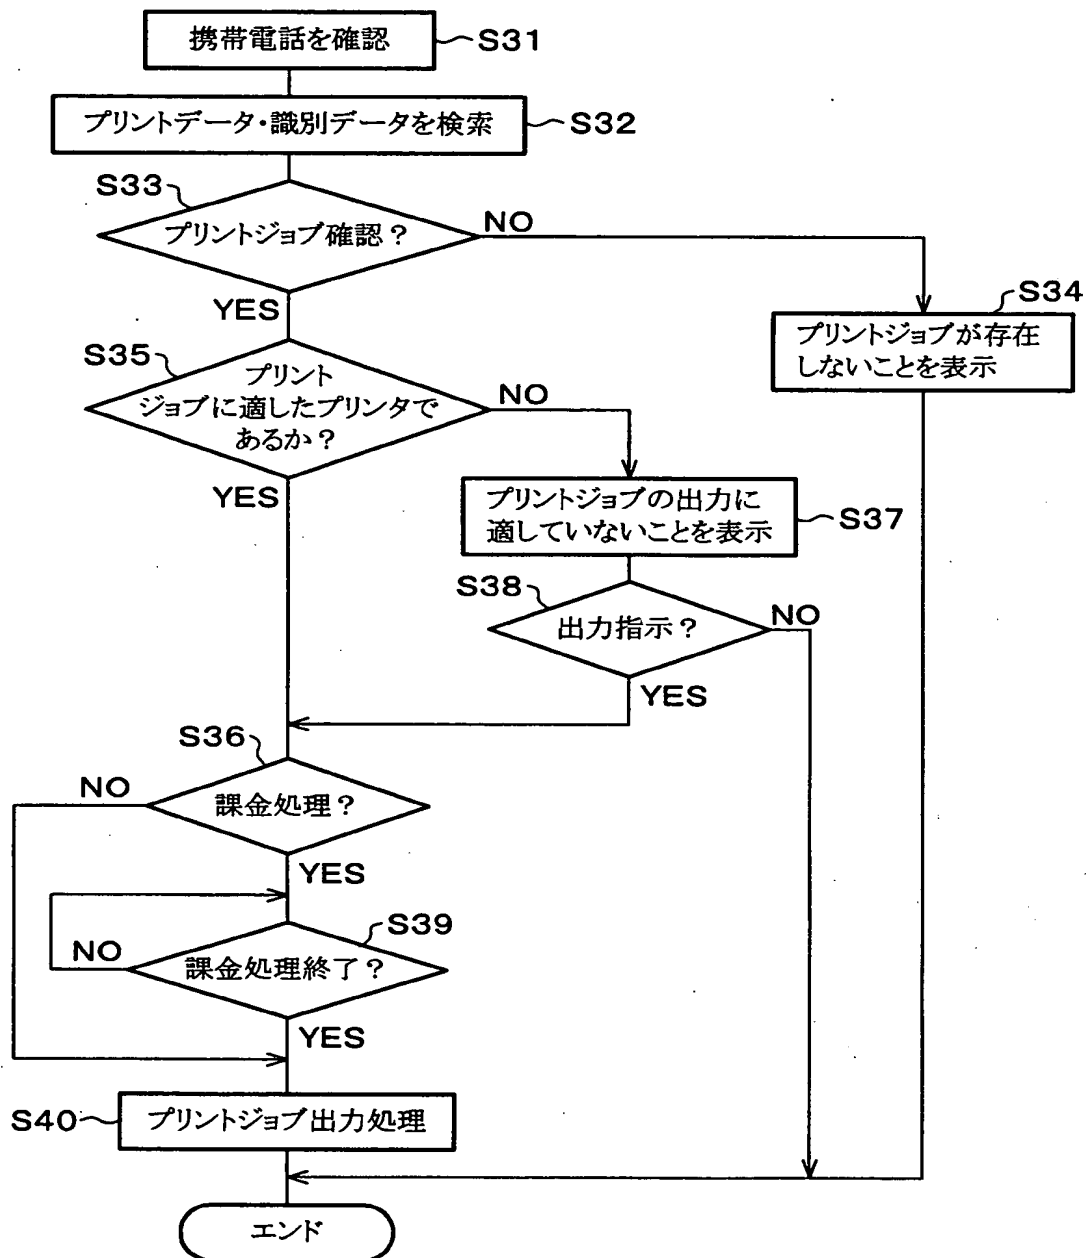 携帯電話を確認
S31
プリントデータ・識別データを検索
S32
S33
プリントジョブ確認？
NO
YES
S34
プリントジョブが存在
しないことを表示
S35
プリント
ジョブに適したプリンタで
あるか？
NO
YES
プリントジョブの出力に
適していないことを表示
S37
S38
出力指示？
NO
YES
S36
NO
課金処理？
YES
S39
NO
課金処理終了？
YES
S40
プリントジョブ出力処理
エンド